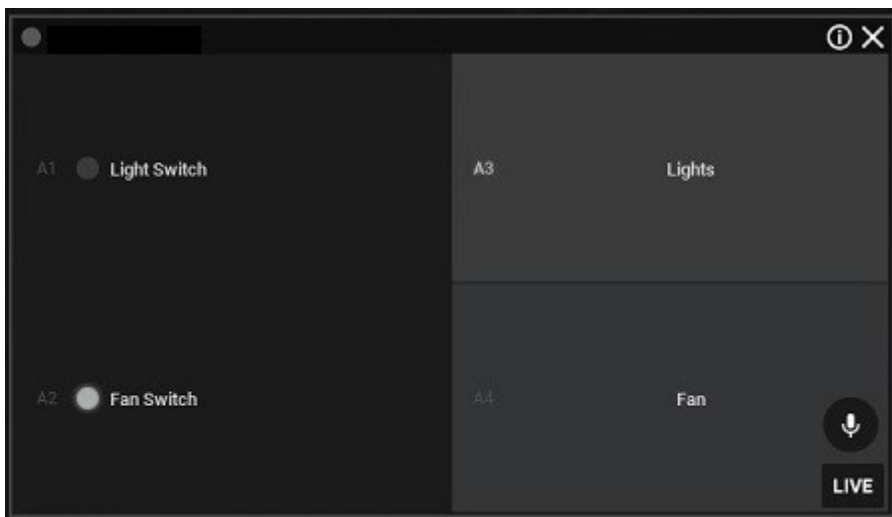 A1 Light Switch
A3 Lights
A2 Fan Switch
A4 Fan
LIVE